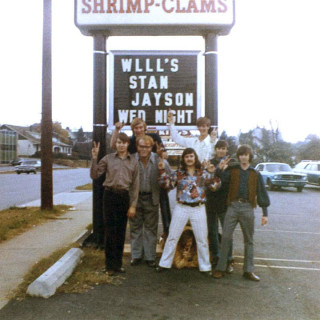 SHRIMP-CLAMS
WLLL'S
STAN
JAYSON
WED NIGHT